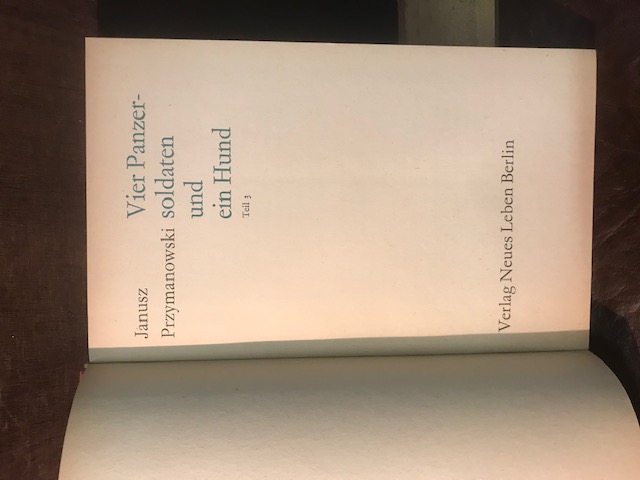 Janusz
Przymanowski
Vier Panzer-
soldaten
und
ein Hund
Teil 3
Verlag Neues Leben Berlin